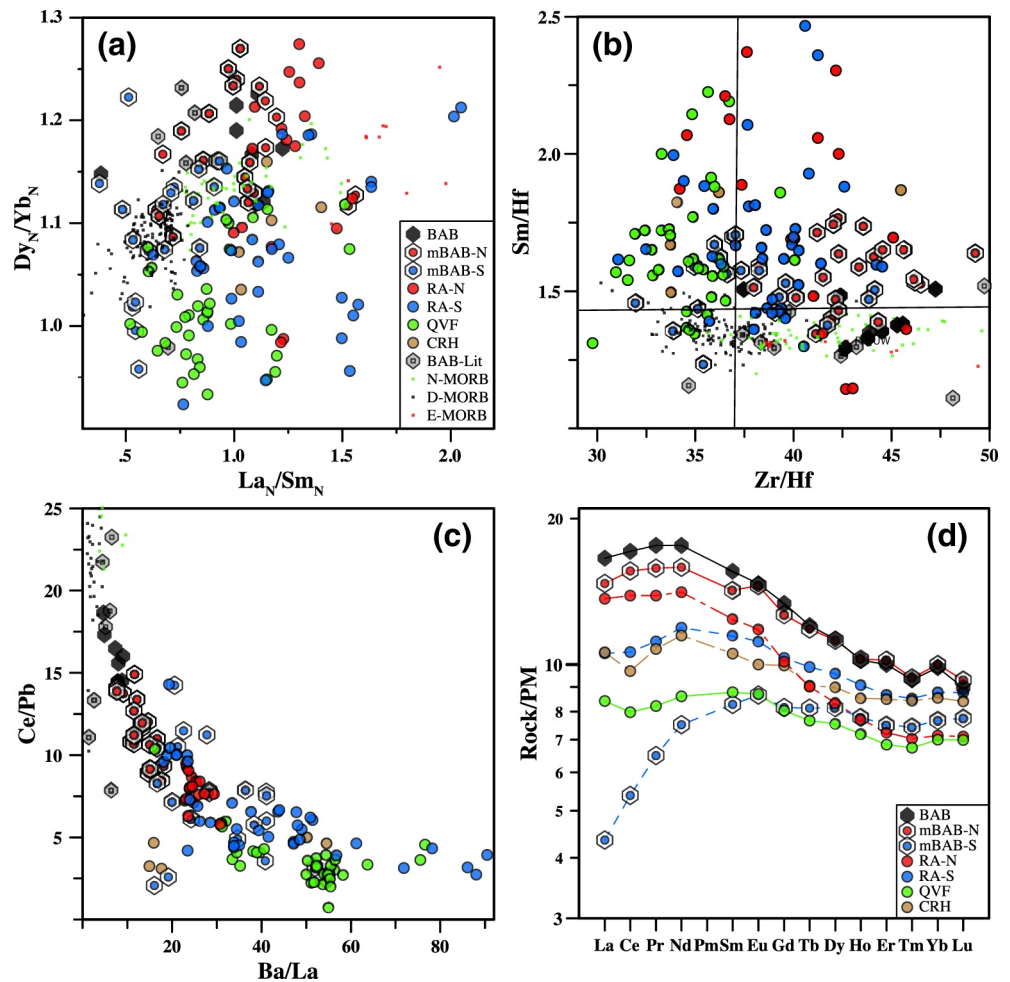 (a)
1.3
1.2
1.1
1.0
DyN/YbN
.5
1.0
1.5
2.0
LaN/SmN
BAB
mBAB-N
mBAB-S
RA-N
RA-S
QVF
CRH
BAB-Lit
N-MORB
D-MORB
E-MORB
(b)
2.5
2.0
1.5
Sm/Hf
30
35
40
45
50
Zr/Hf
(c)
25
20
15
10
5
Ce/Pb
20
40
60
80
Ba/La
(d)
20
10
8
7
6
5
4
3
Rock/PM
La Ce Pr Nd Pm Sm Eu Gd Tb Dy Ho Er Tm Yb Lu
BAB
mBAB-N
mBAB-S
RA-N
RA-S
QVF
CRH